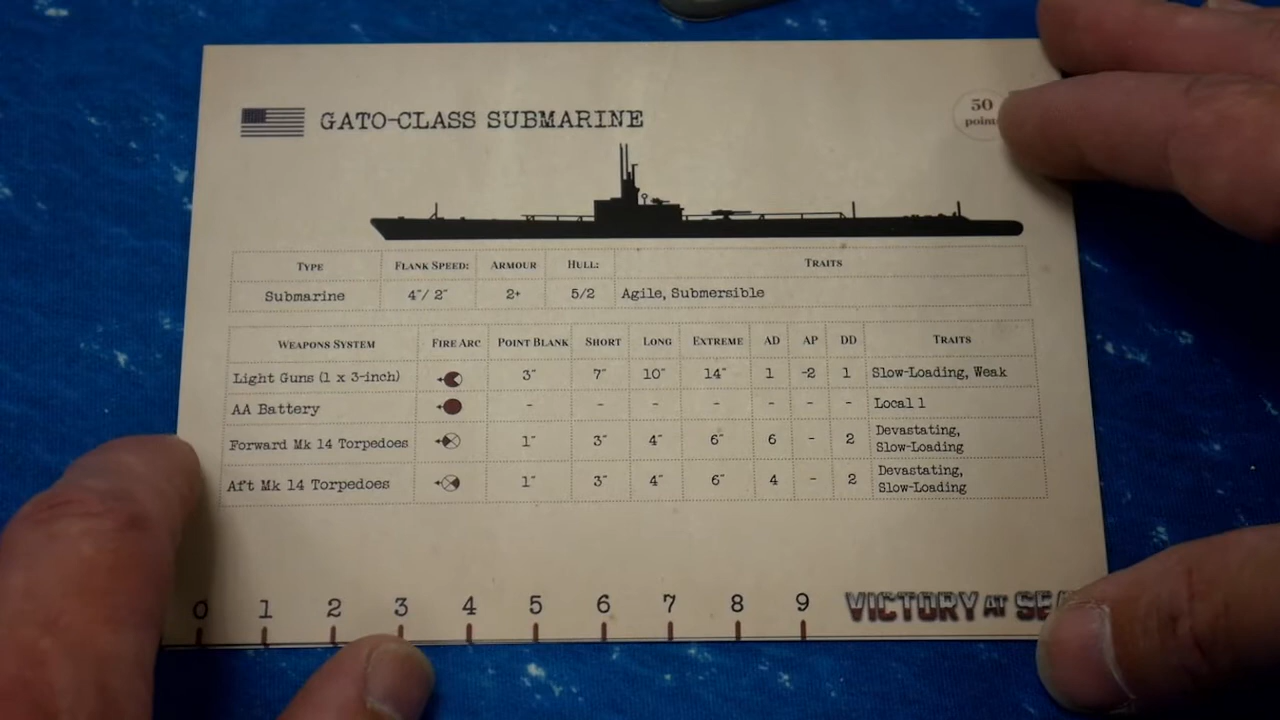 GATO-CLASS SUBMARINE
50
TYPE FLANK SPEED: ARMOUR HULL: TRAITS
Submarine 4"/ 2" 2+ 5/2 Agile, Submersible
WEAPONS SYSTEM FIRE ARC POINT BLANK SHORT LONG EXTREME AD AP DD TRAITS
Light Guns (1 x 3-inch) 3" 7" 10" 14" 1 -2 1 Slow-Loading, Weak
AA Battery - - - - - - - Local 1
Forward Mk 14 Torpedoes 1" 3" 4" 6" 6 - 2 Devastating,
Slow-Loading
Aft Mk 14 Torpedoes 1" 3" 4" 6" 4 - 2 Devastating,
Slow-Loading
0 1 2 3 4 5 6 7 8 9
VICTORY AT